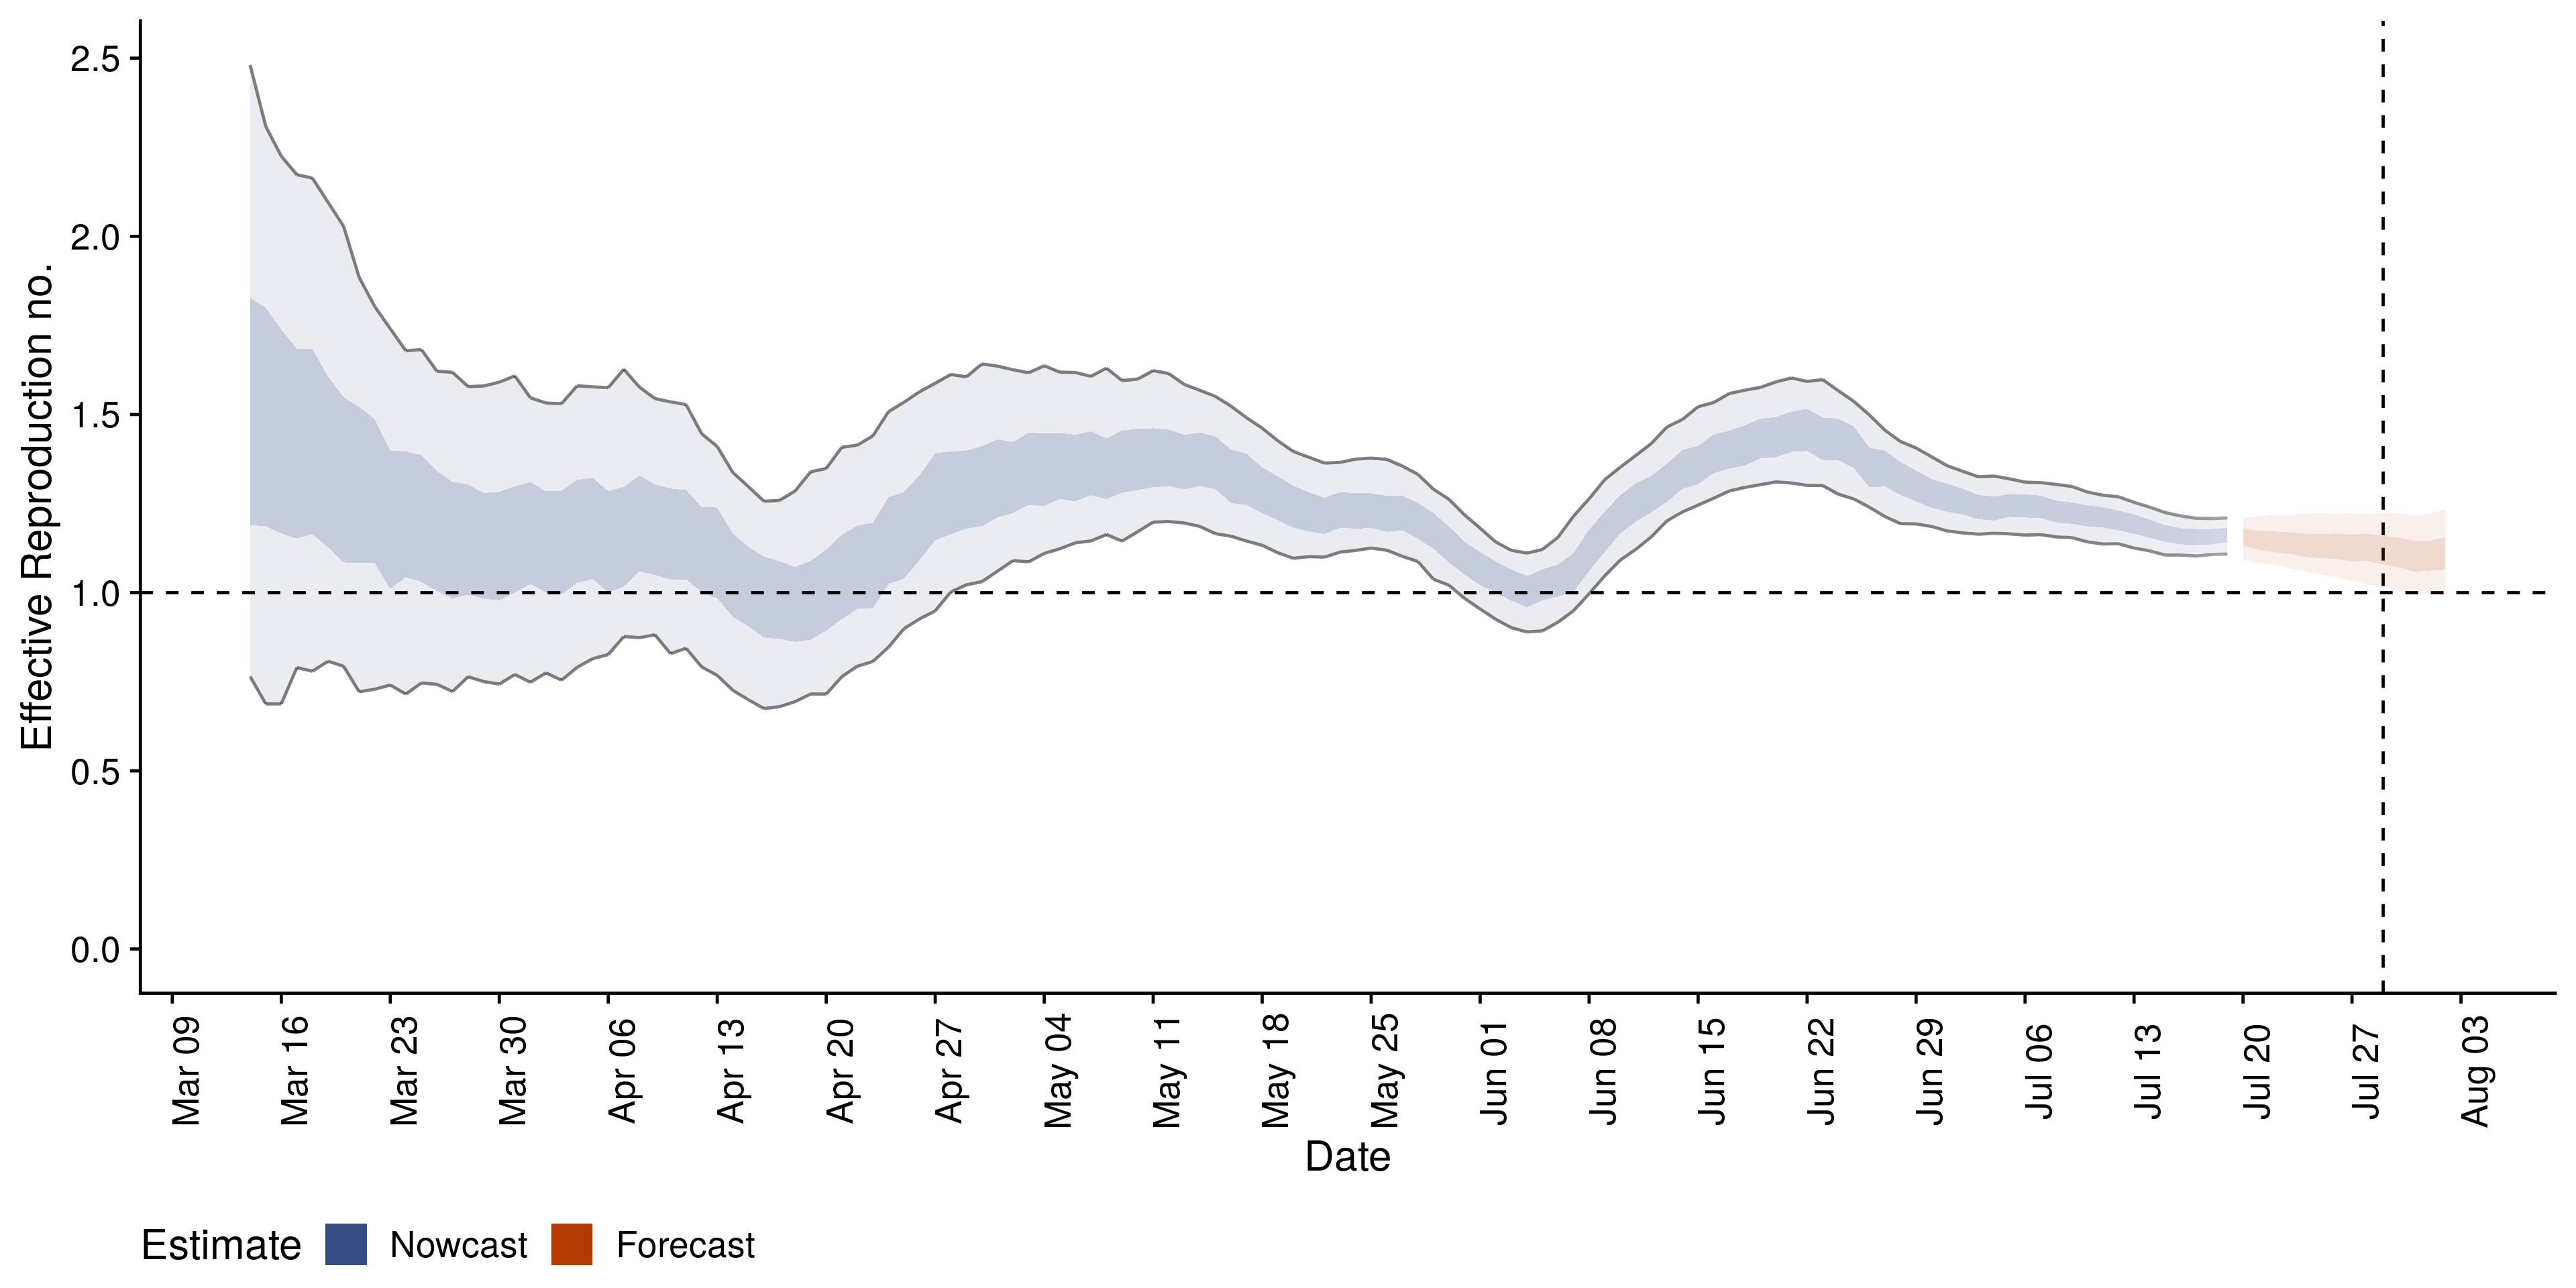 Effective Reproduction no.
2.5
2.0
1.5
1.0
0.5
0.0
Mar 09
Mar 16
Mar 23
Mar 30
Apr 06
Apr 13
Apr 20
Apr 27
May 04
May 11
May 18
May 25
Jun 01
Jun 08
Jun 15
Jun 22
Jun 29
Jul 06
Jul 13
Jul 20
Jul 27
Aug 03
Date
Estimate Nowcast Forecast